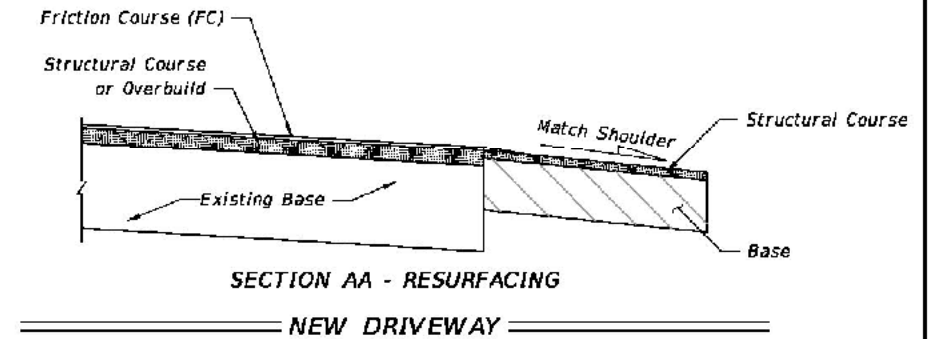 Friction Course (FC)
Structural Course
or Overbuild
Match Shoulder
Structural Course
Existing Base
Base
SECTION AA - RESURFACING
NEW DRIVEWAY